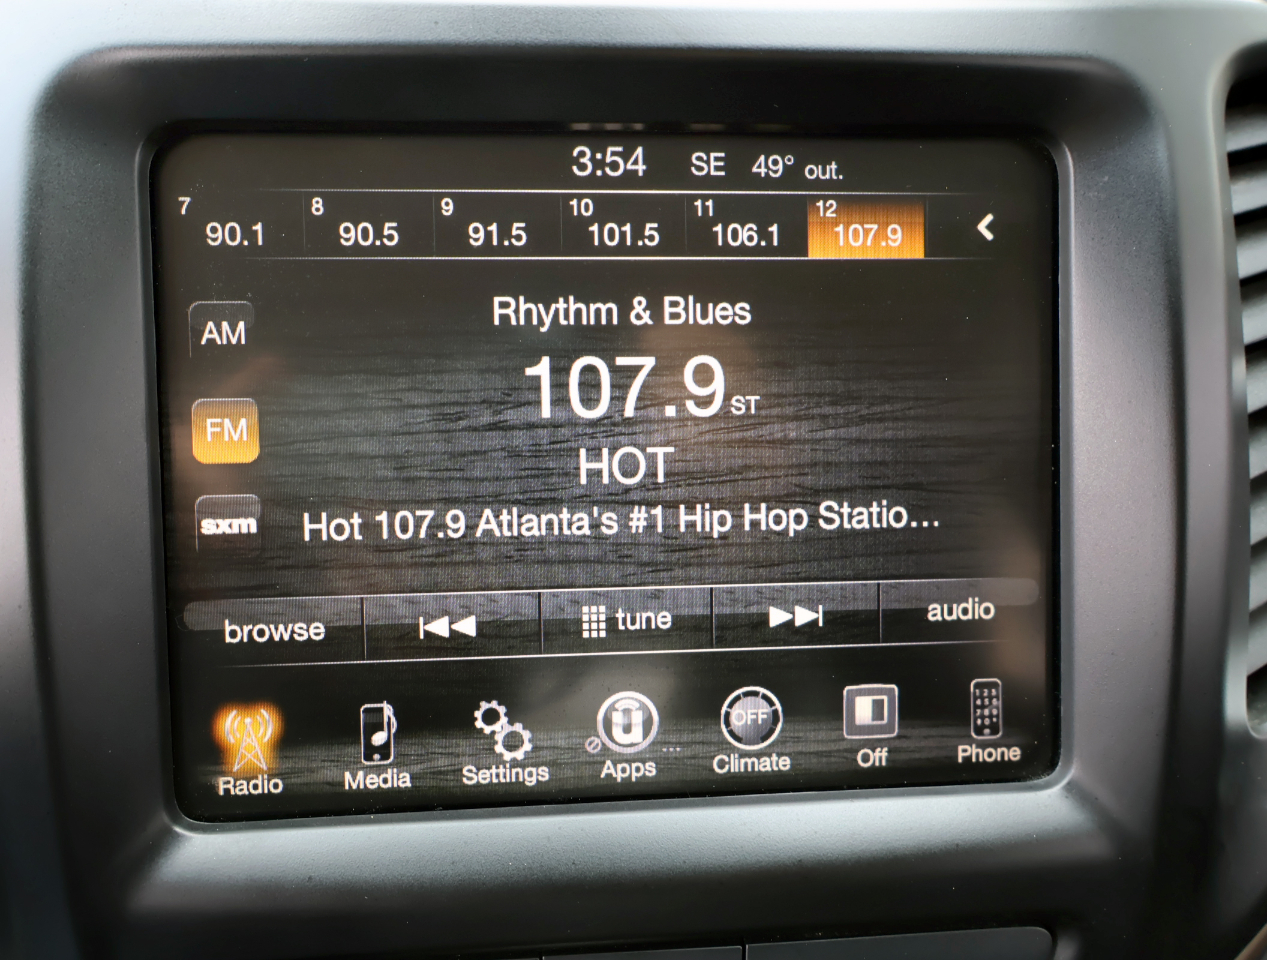 3:54 SE 49° out.
7 8 9 10 11 12
90.1 90.5 91.5 101.5 106.1 107.9
Rhythm & Blues
AM
107.9 ST
FM
HOT
sxm
Hot 107.9 Atlanta's #1 Hip Hop Statio...
browse tune audio
OFF
Radio Media Settings Apps Climate Off Phone